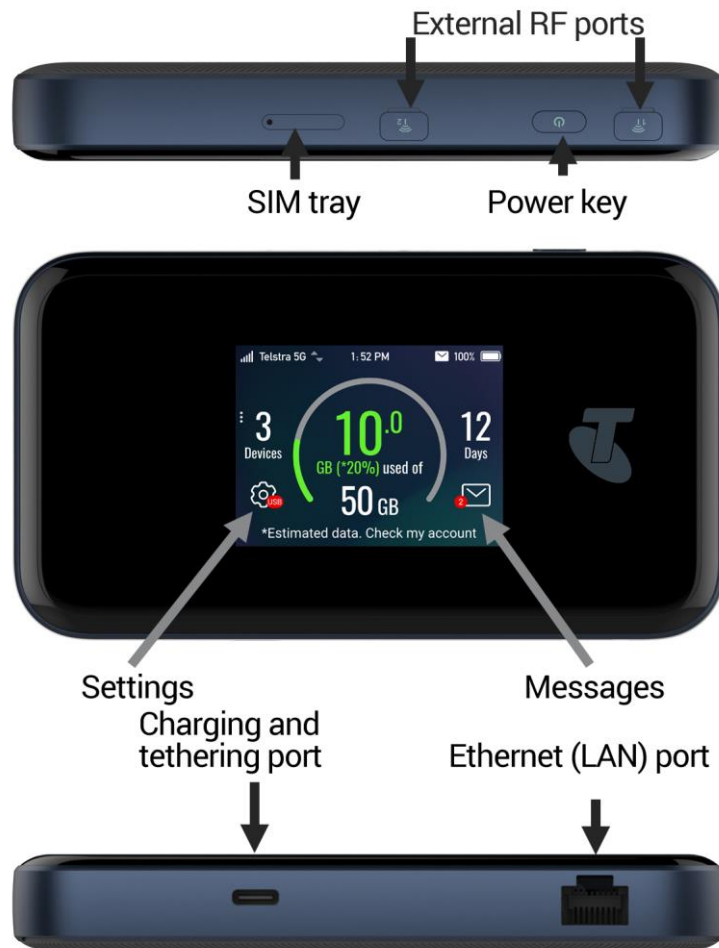 External RF ports
T2
T1
SIM tray
Power key
Telstra 5G
1:52 PM
100%
3
Devices
10.0
GB (*20%) used of
50 GB
12
Days
USB
2
*Estimated data. Check my account
T
Settings
Messages
Charging and
tethering port
Ethernet (LAN) port